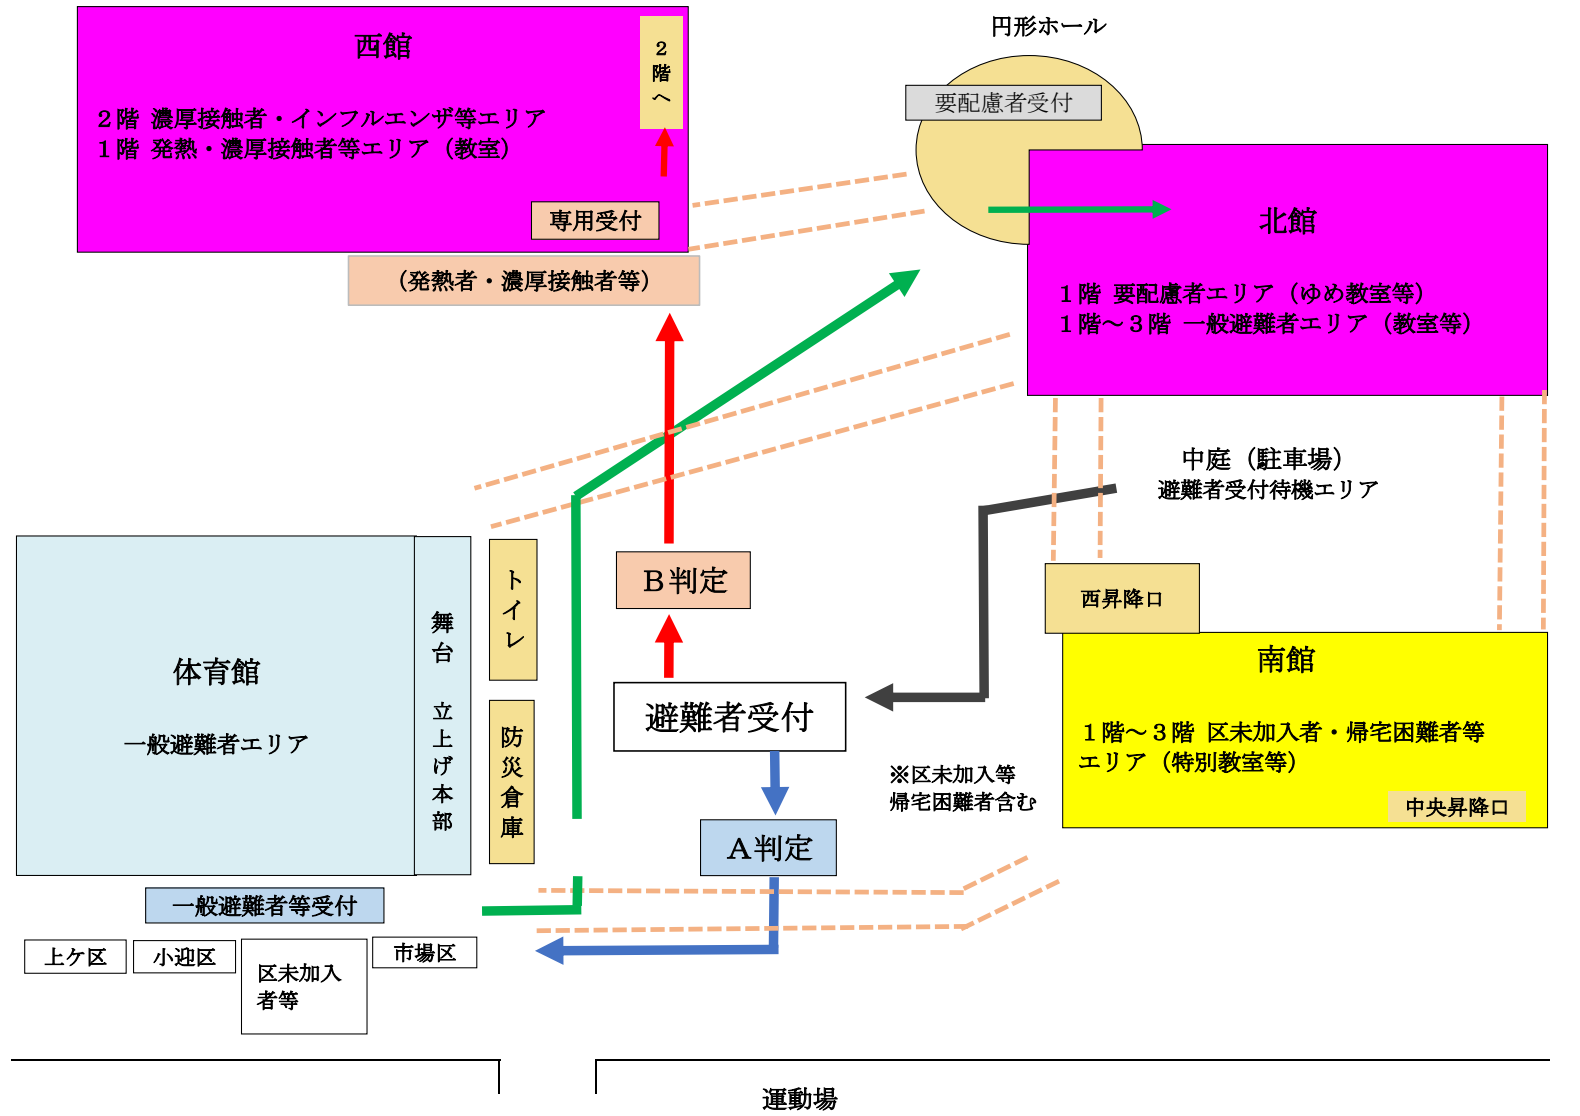 西館
２階へ
２階 濃厚接触者・インフルエンザ等エリア
１階 発熱・濃厚接触者等エリア（教室）
専用受付
（発熱者・濃厚接触者等）
円形ホール
要配慮者受付
北館
１階 要配慮者エリア（ゆめ教室等）
１階～３階 一般避難者エリア（教室等）
中庭（駐車場）
避難者受付待機エリア
西昇降口
南館
１階～３階 区未加入者・帰宅困難者等
エリア（特別教室等）
中央昇降口
Ｂ判定
避難者受付
※区未加入等
帰宅困難者含む
Ａ判定
体育館
一般避難者エリア
舞台 立上げ本部
トイレ
防災倉庫
一般避難者等受付
上ケ区
小迎区
区未加入
者等
市場区
運動場